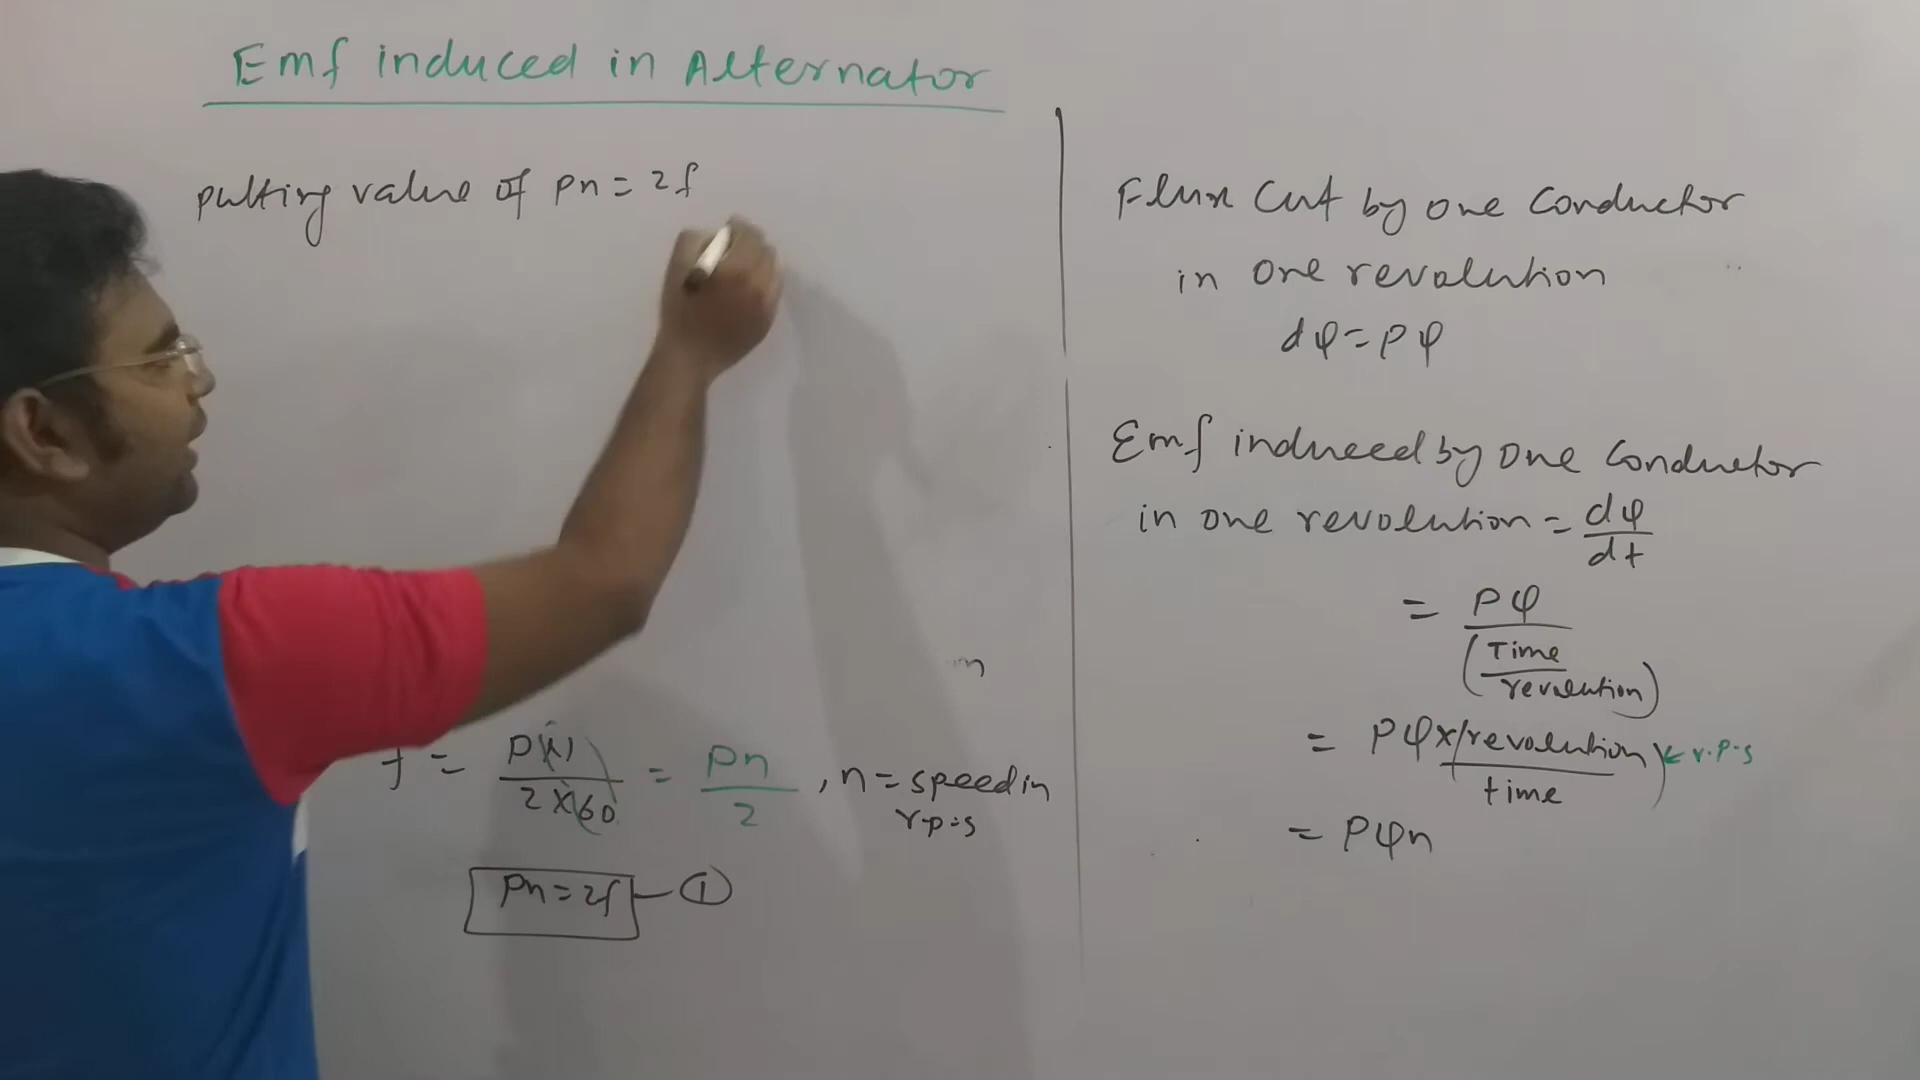 Emf induced in Alternator
putting value of pn = 2f
f = P(N) / 2×60 = Pn / 2 , n = speed in
r.p.s
Pn = 2f — ①
Flux Cut by one Conductor
in one revolution
dφ = Pφ
Emf induced by one Conductor
in one revolution = dφ / dt
= Pφ / (Time / revolution)
= Pφ × (revolution / time) ← r.p.s
= Pφn